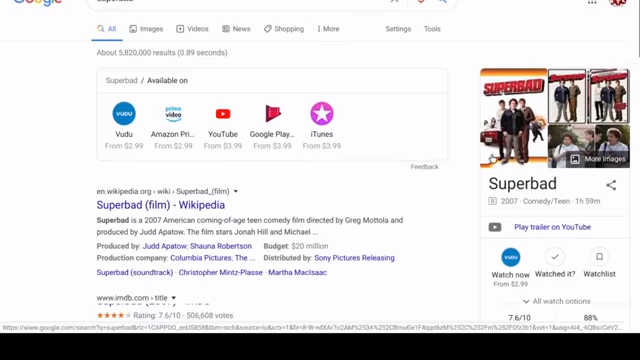 Google
All Images Videos News Shopping More Settings Tools
About 5,820,000 results (0.89 seconds)
Superbad / Available on
VUDU prime video
Vudu Amazon Pri... YouTube Google Play... iTunes
From $2.99 From $2.99 From $3.99 From $3.99 From $3.99
Feedback
en.wikipedia.org › wiki › Superbad_(film)
Superbad (film) - Wikipedia
Superbad is a 2007 American coming-of-age teen comedy film directed by Greg Mottola and
produced by Judd Apatow. The film stars Jonah Hill and Michael ...
Produced by: Judd Apatow; Shauna Robertson Budget: $20 million
Production company: Columbia Pictures; The ... Distributed by: Sony Pictures Releasing
Superbad (soundtrack) · Christopher Mintz-Plasse · Martha MacIsaac
www.imdb.com › title
Rating: 7.6/10 · 506,608 votes
SUPERBAD
More images
Superbad
2007 · Comedy/Teen · 1h 59m
Play trailer on YouTube
VUDU
Watch now Watched it? Watchlist
From $2.99
All watch options
7.6/10 88%